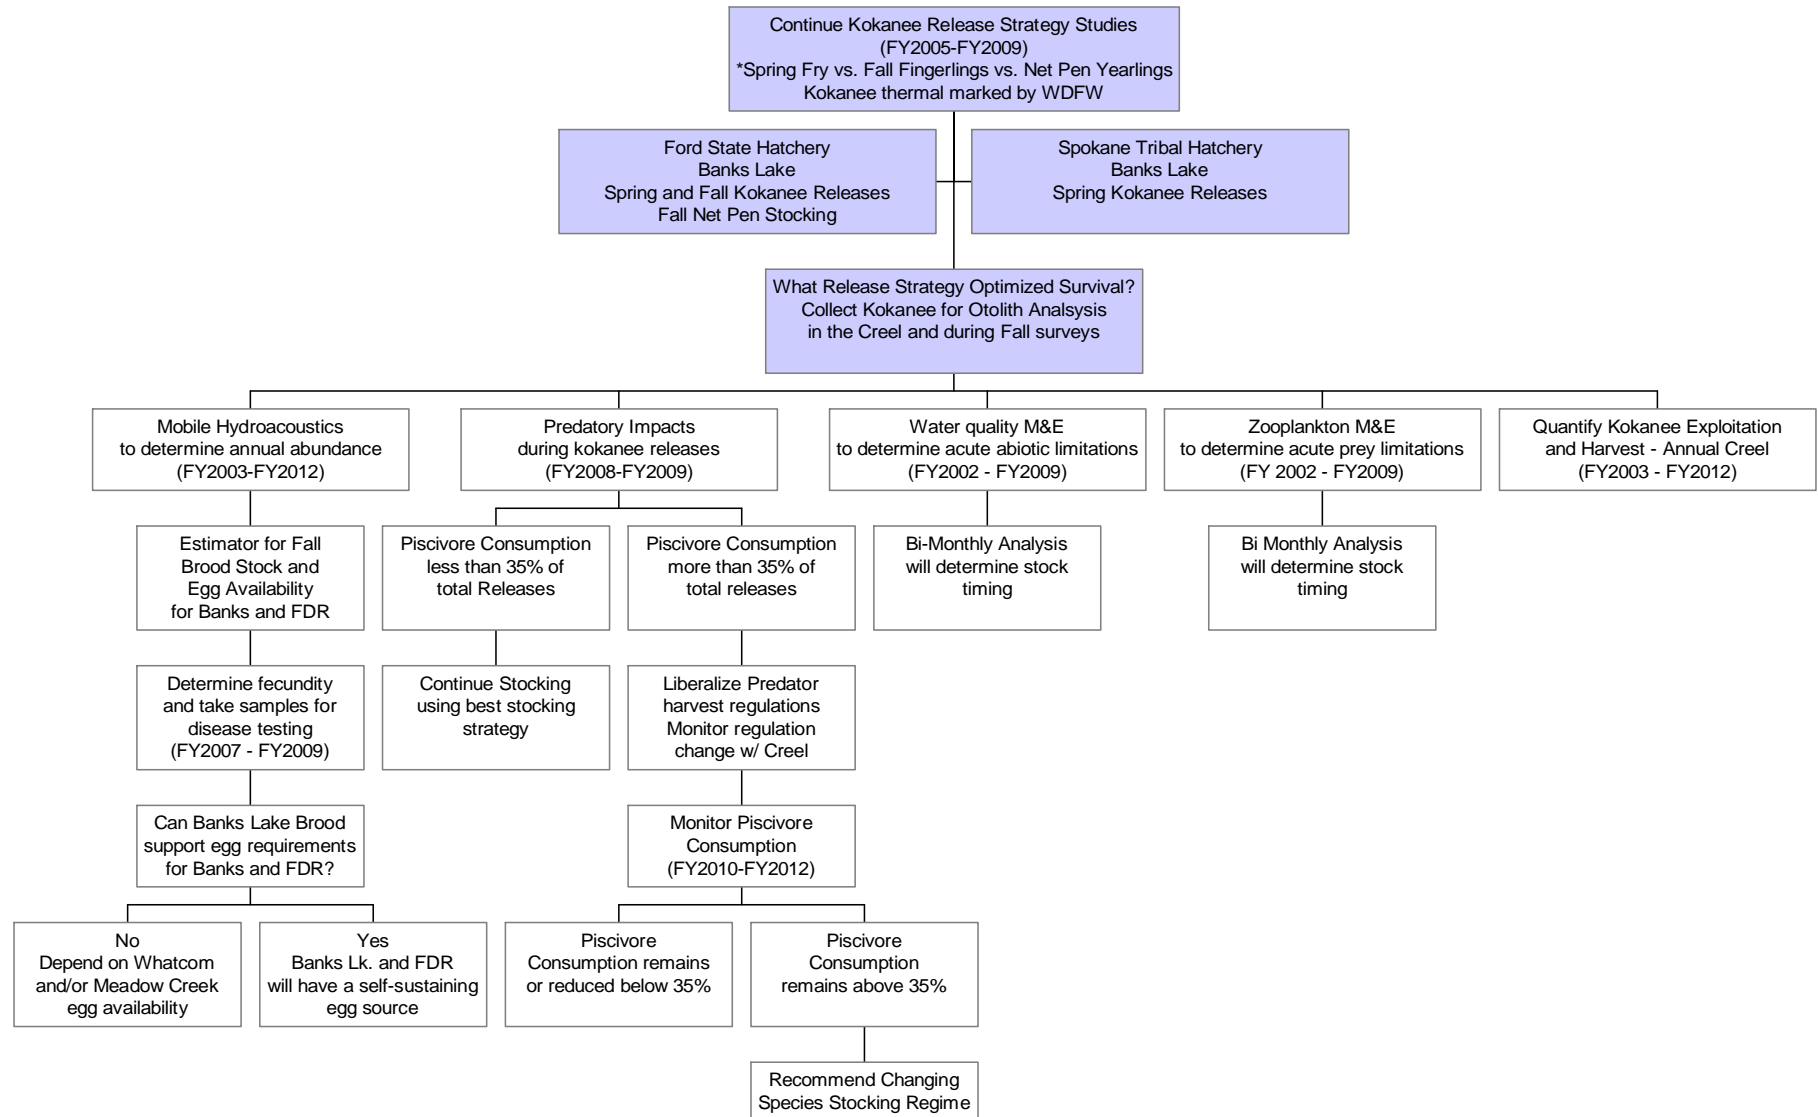 Continue Kokanee Release Strategy Studies
(FY2005-FY2009)
*Spring Fry vs. Fall Fingerlings vs. Net Pen Yearlings
Kokanee thermal marked by WDFW
Ford State Hatchery
Banks Lake
Spring and Fall Kokanee Releases
Fall Net Pen Stocking
Spokane Tribal Hatchery
Banks Lake
Spring Kokanee Releases
What Release Strategy Optimized Survival?
Collect Kokanee for Otolith Analsysis
in the Creel and during Fall surveys
Mobile Hydroacoustics
to determine annual abundance
(FY2003-FY2012)
Predatory Impacts
during kokanee releases
(FY2008-FY2009)
Water quality M&E
to determine acute abiotic limitations
(FY2002 - FY2009)
Zooplankton M&E
to determine acute prey limitations
(FY 2002 - FY2009)
Quantify Kokanee Exploitation
and Harvest - Annual Creel
(FY2003 - FY2012)
Estimator for Fall
Brood Stock and
Egg Availability
for Banks and FDR
Piscivore Consumption
less than 35% of
total Releases
Piscivore Consumption
more than 35% of
total releases
Bi-Monthly Analysis
will determine stock
timing
Bi Monthly Analysis
will determine stock
timing
Determine fecundity
and take samples for
disease testing
(FY2007 - FY2009)
Continue Stocking
using best stocking
strategy
Liberalize Predator
harvest regulations
Monitor regulation
change w/ Creel
Can Banks Lake Brood
support egg requirements
for Banks and FDR?
Monitor Piscivore
Consumption
(FY2010-FY2012)
No
Depend on Whatcom
and/or Meadow Creek
egg availability
Yes
Banks Lk. and FDR
will have a self-sustaining
egg source
Piscivore
Consumption remains
or reduced below 35%
Piscivore
Consumption
remains above 35%
Recommend Changing
Species Stocking Regime